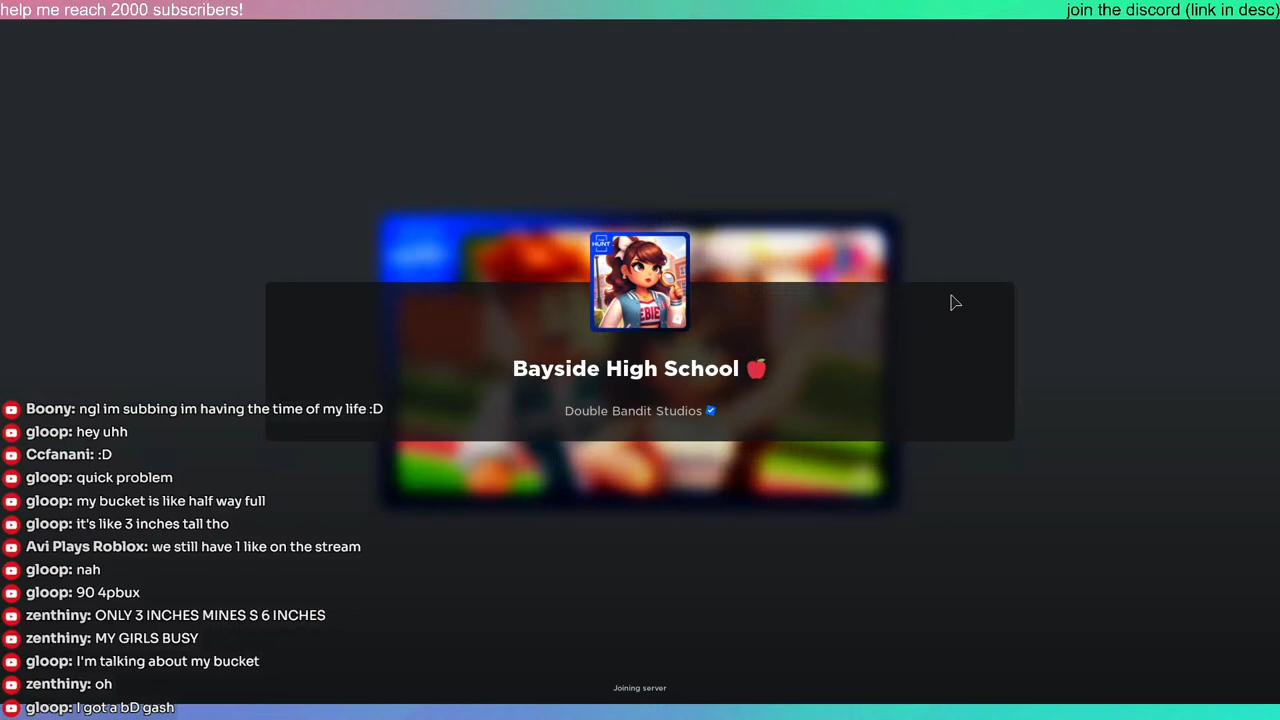 help me reach 2000 subscribers!
join the discord (link in desc)
HUNT
Bayside High School 🍎
Double Bandit Studios
Boony: ngl im subbing im having the time of my life :D
gloop: hey uhh
Ccfanani: :D
gloop: quick problem
gloop: my bucket is like half way full
gloop: it's like 3 inches tall tho
Avi Plays Roblox: we still have 1 like on the stream
gloop: nah
gloop: 90 4pbux
zenthiny: ONLY 3 INCHES MINES S 6 INCHES
zenthiny: MY GIRLS BUSY
gloop: I'm talking about my bucket
zenthiny: oh
gloop: I got a bD gash
Joining server